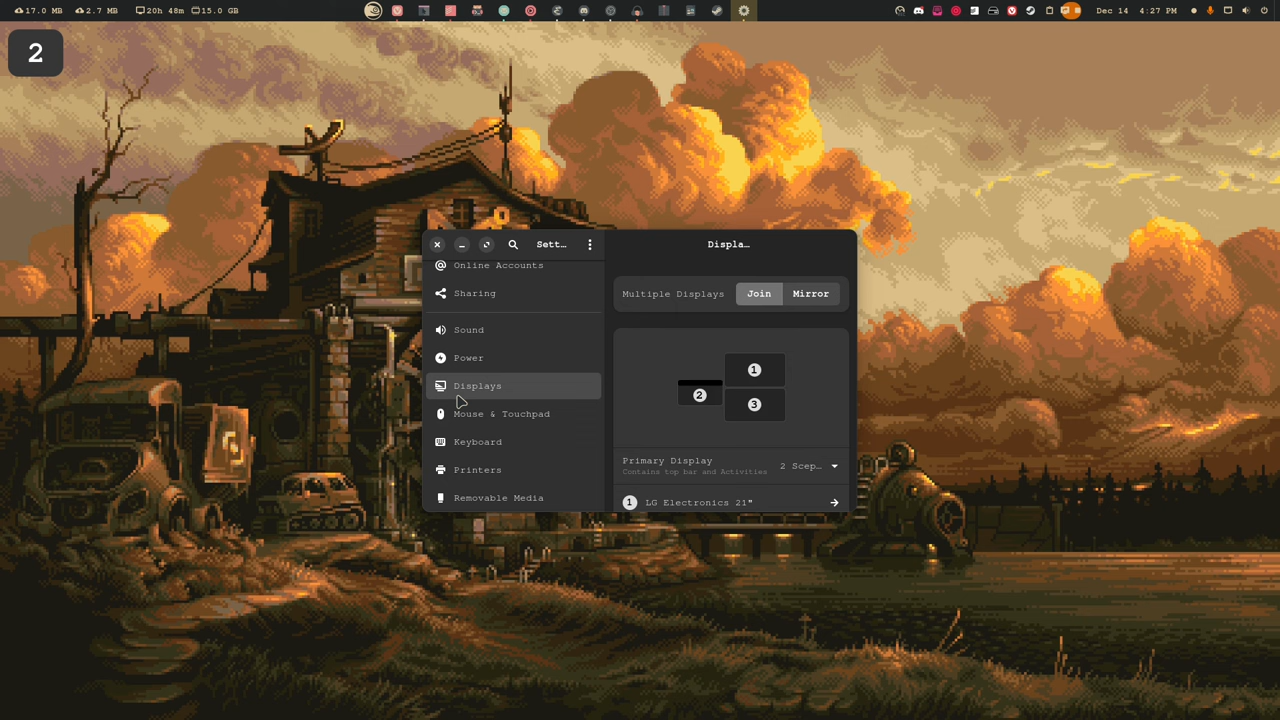 17.0 MB 2.7 MB 20h 48m 15.0 GB Dec 14 4:27 PM
2
Sett… Displa…
Online Accounts
Sharing
Sound
Power
Displays
Mouse & Touchpad
Keyboard
Printers
Removable Media
Multiple Displays Join Mirror
1
2
3
Primary Display 2 Scep…
Contains top bar and Activities
1 LG Electronics 21"